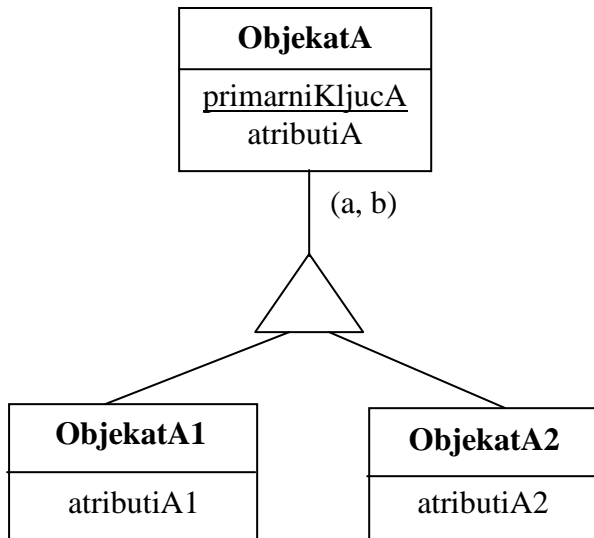 ObjekatA
primarniKljucA
atributiA
(a, b)
ObjekatA1
atributiA1
ObjekatA2
atributiA2